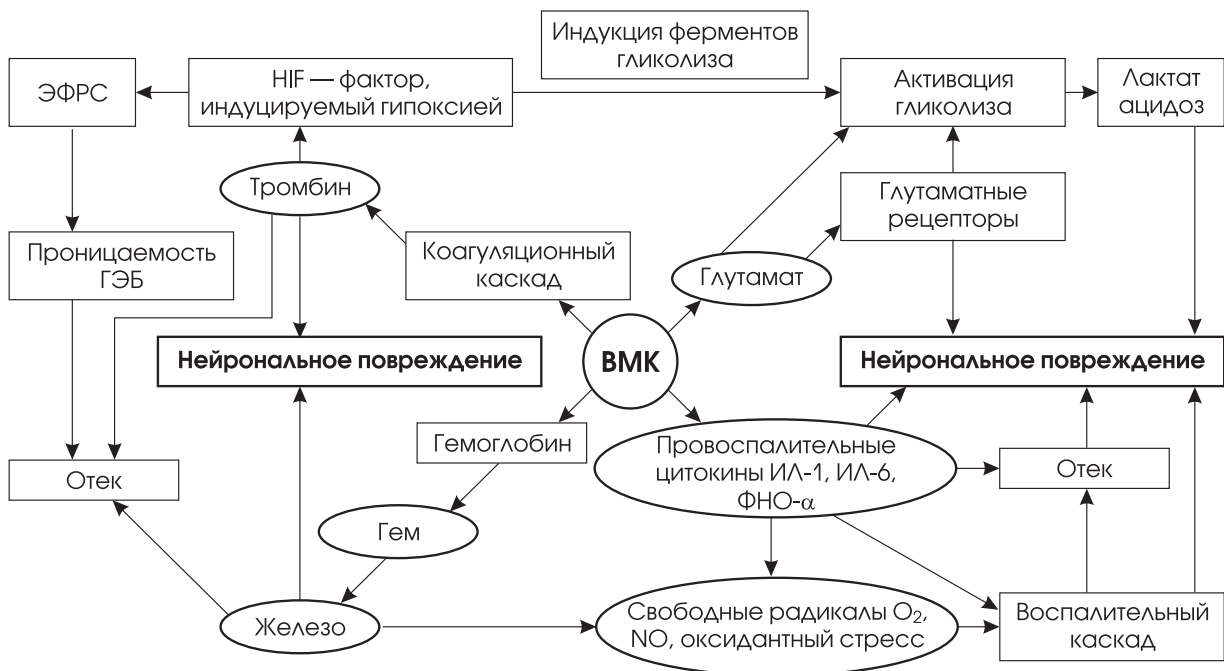 Индукция ферментов
гликолиза
ЭФРС
HIF — фактор,
индуцируемый гипоксией
Активация
гликолиза
Лактат
ацидоз
Тромбин
Глутаматные
рецепторы
Проницаемость
ГЭБ
Коагуляционный
каскад
Глутамат
Нейрональное повреждение
ВМК
Нейрональное повреждение
Гемоглобин
Провоспалительные
цитокины ИЛ-1, ИЛ-6,
ФНО-α
Отек
Отек
Гем
Железо
Свободные радикалы O₂,
NO, оксидантный стресс
Воспалительный
каскад